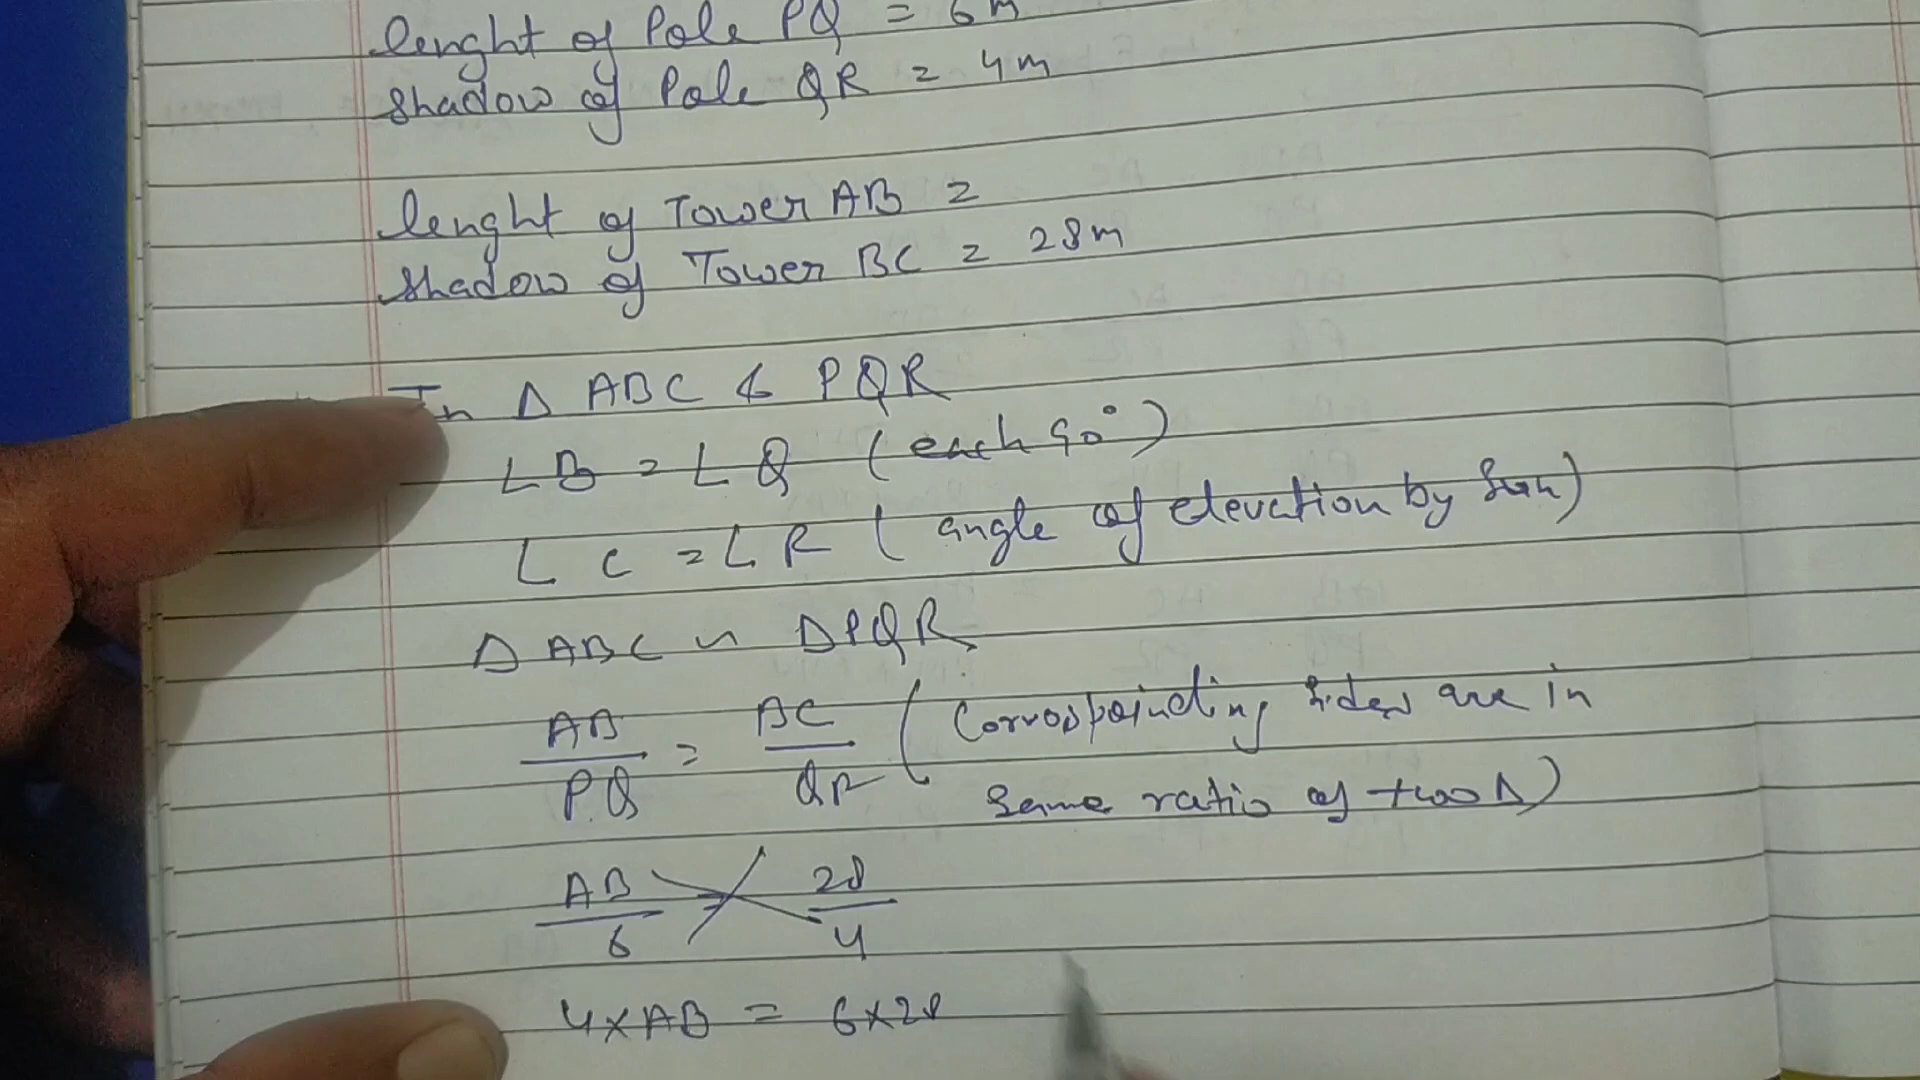 lenght of Pole PQ = 6m
Shadow of Pole QR = 4m
lenght of Tower AB =
Shadow of Tower BC = 28m
In Δ ABC & PQR
∠B = ∠Q (each 90°)
∠C = ∠R ( angle of elevation by Sun)
Δ ABC ~ ΔPQR
AB/PQ = BC/QR ( Corrospointing sides are in
Same ratio of two Δ)
AB/6 = 28/4
4×AB = 6×28